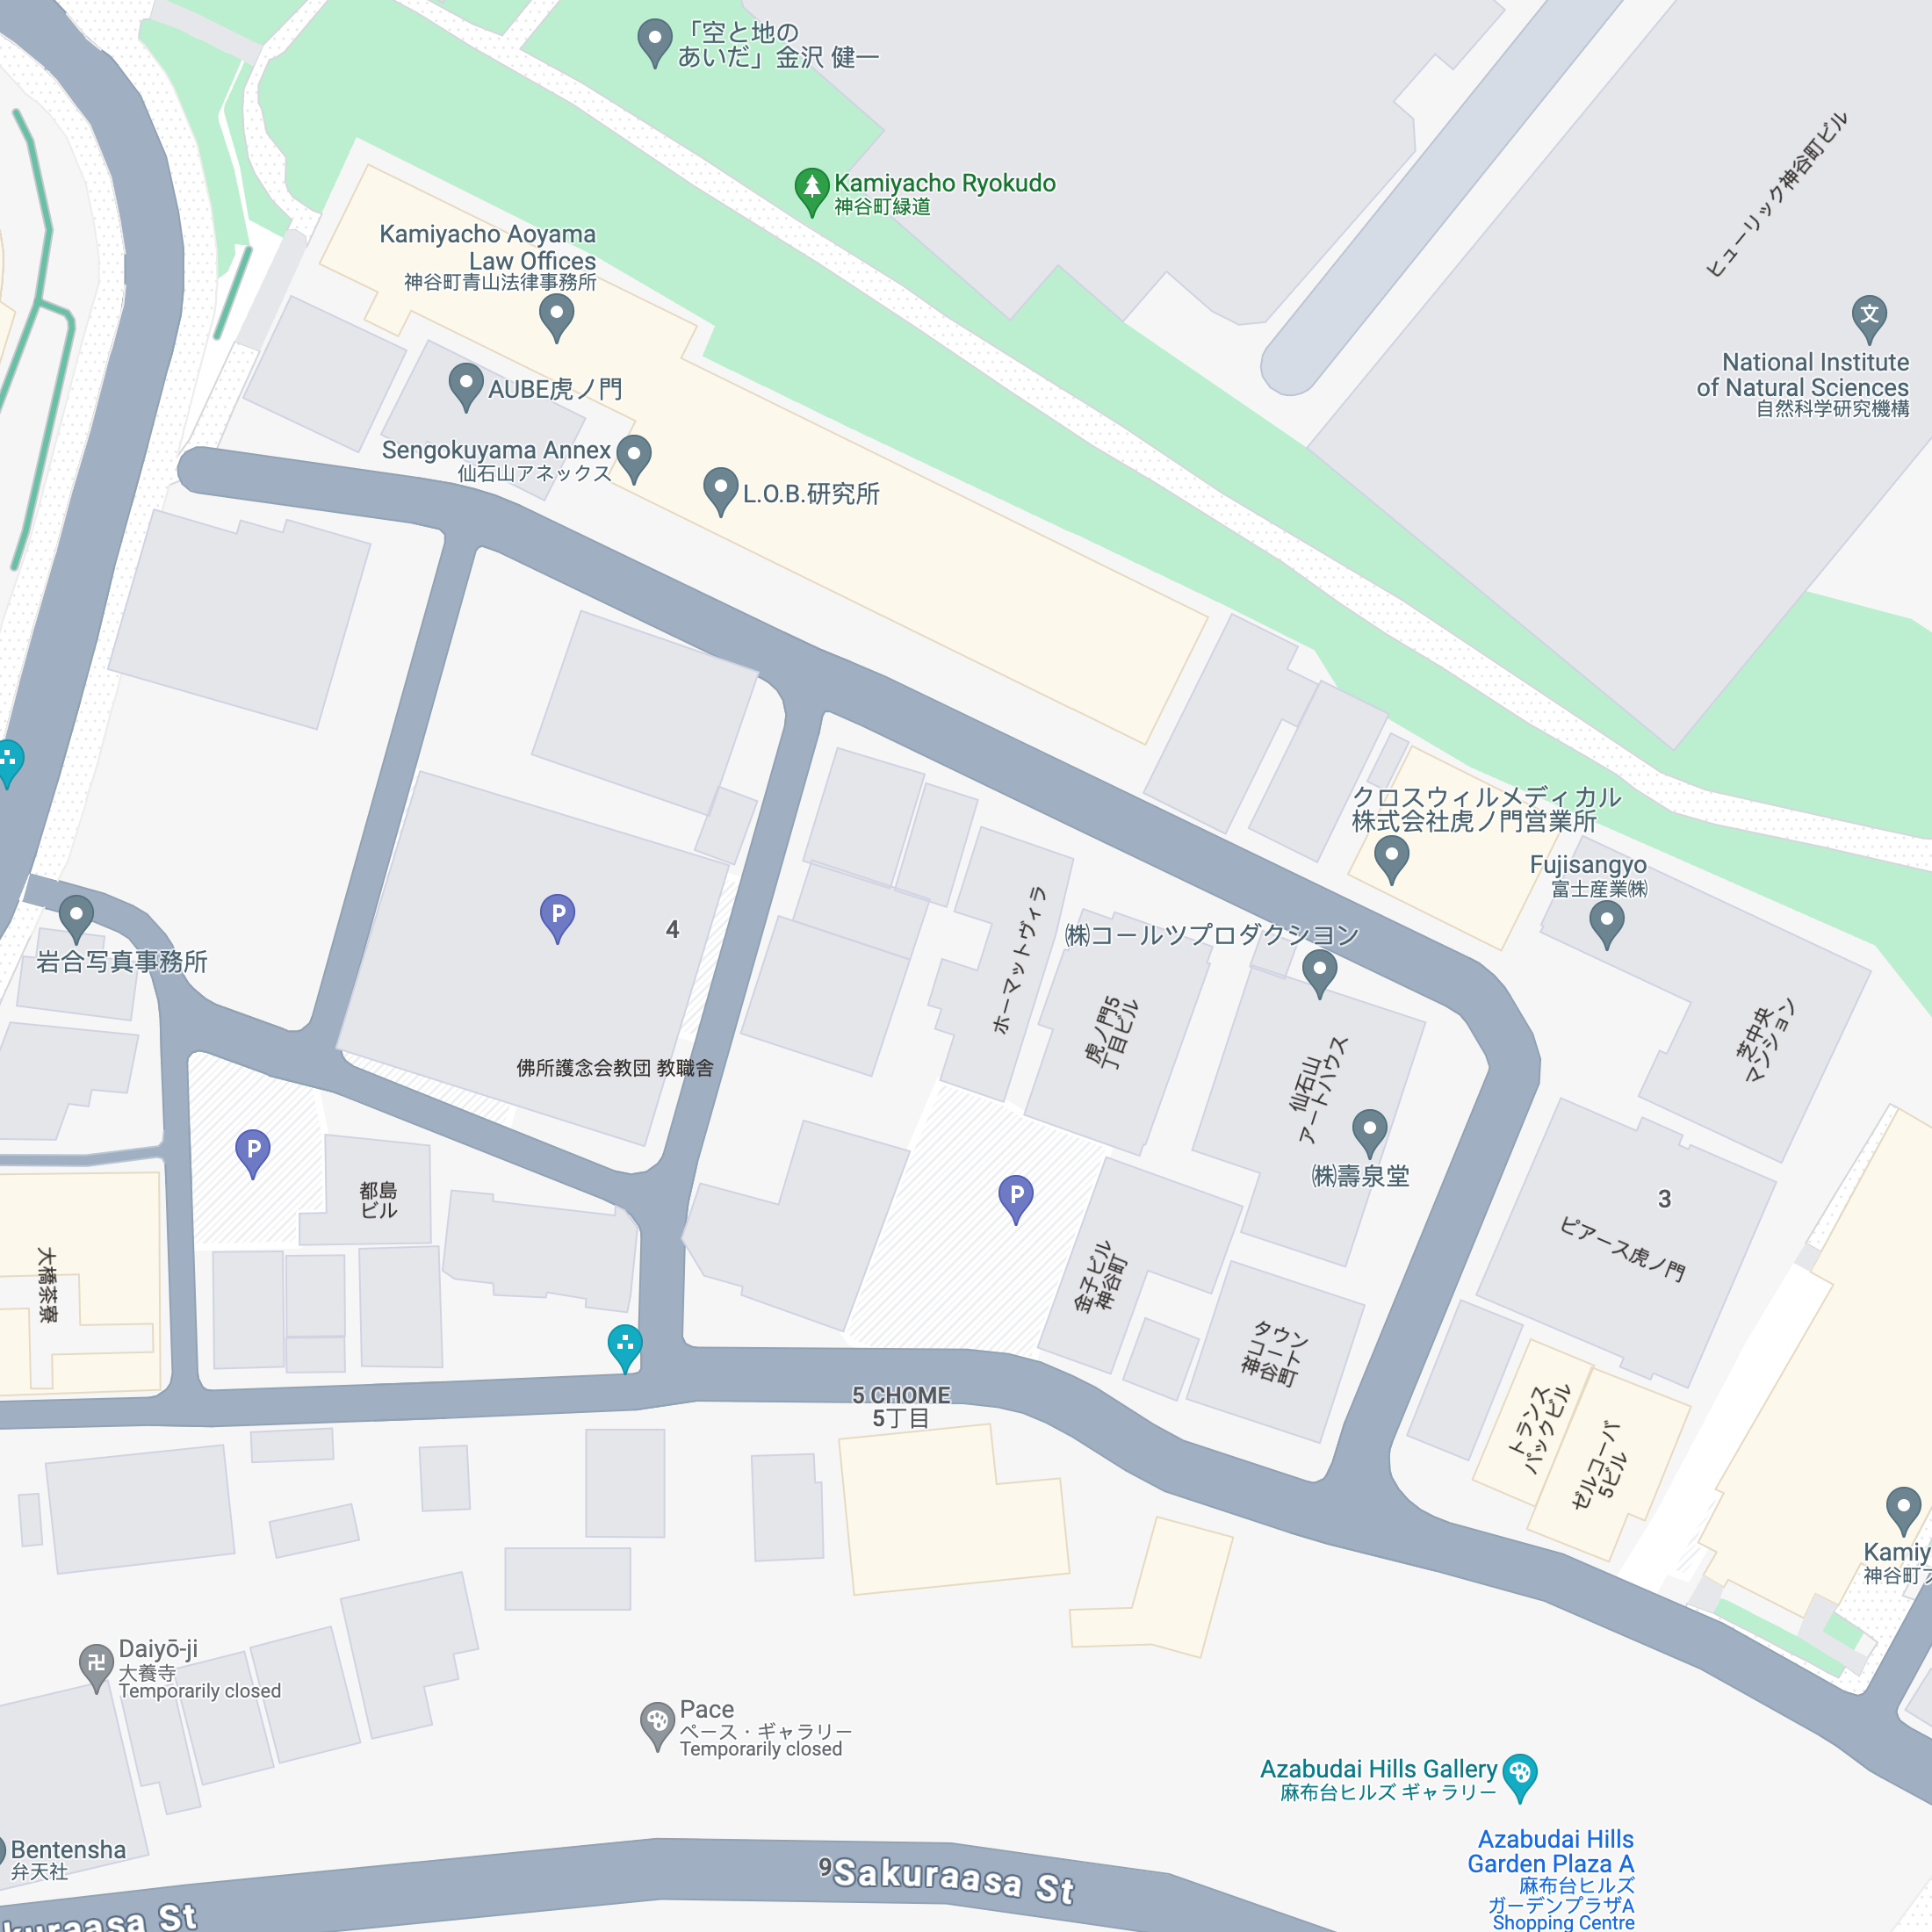 「空と地の
あいだ」金沢 健一
Kamiyacho Ryokudo
神谷町緑道
ヒューリック神谷町ビル
Kamiyacho Aoyama
Law Offices
神谷町青山法律事務所
National Institute
of Natural Sciences
自然科学研究機構
AUBE虎ノ門
Sengokuyama Annex
仙石山アネックス
L.O.B.研究所
クロスウィルメディカル
株式会社虎ノ門営業所
Fujisangyo
富士産業㈱
4
㈱コールツプロダクシヨン
岩合写真事務所
ホーマットヴィラ
虎ノ門5
丁目ビル
芝中央
マンション
佛所護念会教団 教職舎
仙石山
アートハウス
㈱壽泉堂
都島
ビル
3
ピアース虎ノ門
大橋茶寮
金子ビル
神谷町
タウン
コート
神谷町
5 CHOME
5丁目
トランス
パックビル
ゼルコーバ
5ビル
Kamiy
神谷町プ
Daiyō-ji
大養寺
Temporarily closed
Pace
ペース・ギャラリー
Temporarily closed
Azabudai Hills Gallery
麻布台ヒルズ ギャラリー
Azabudai Hills
Garden Plaza A
麻布台ヒルズ
ガーデンプラザA
Shopping Centre
Bentensha
弁天社
9
Sakuraasa St
kuraasa St